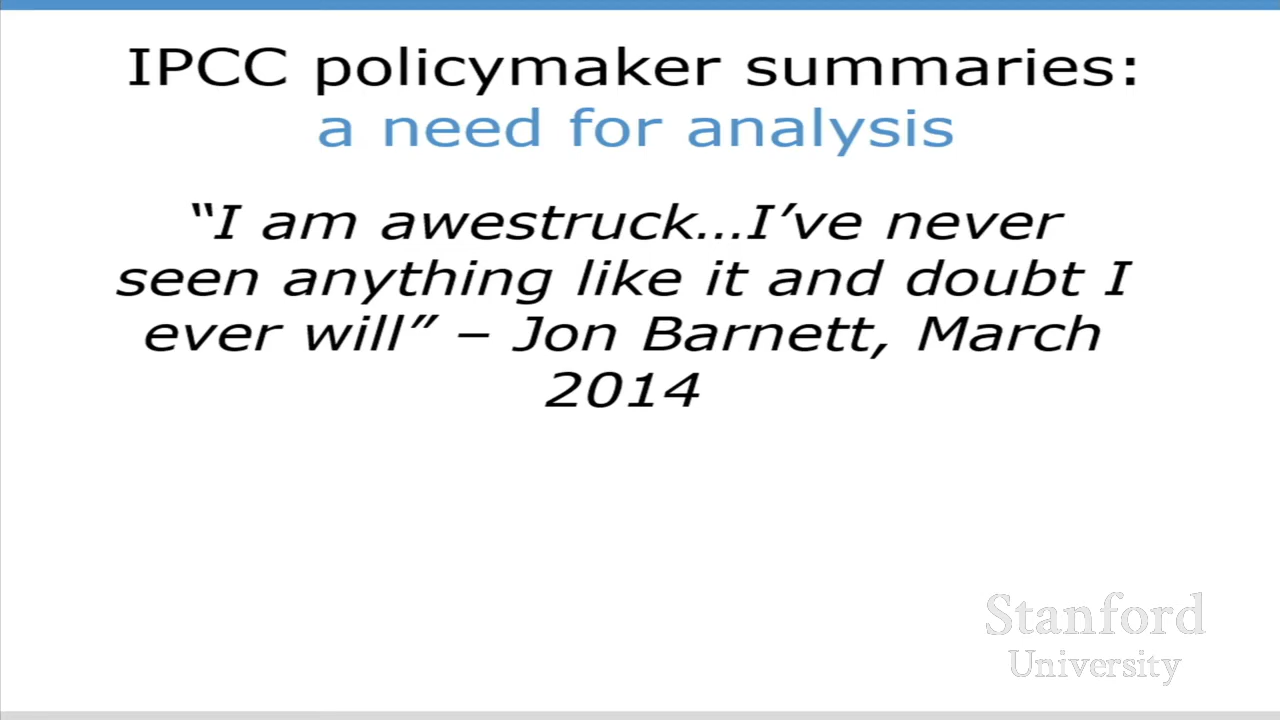 IPCC policymaker summaries:
a need for analysis
“I am awestruck…I’ve never
seen anything like it and doubt I
ever will” – Jon Barnett, March
2014
Stanford
University